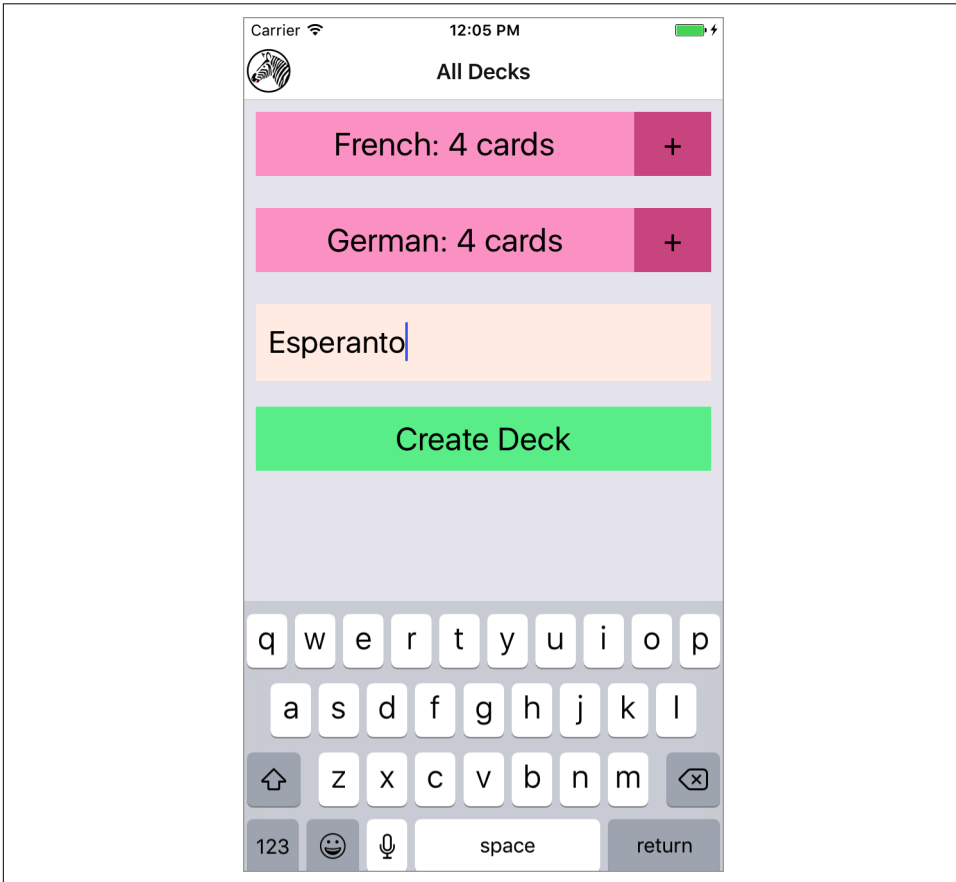 Carrier 12:05 PM
All Decks
French: 4 cards +
German: 4 cards +
Esperanto
Create Deck
q w e r t y u i o p
a s d f g h j k l
z x c v b n m
123 space return